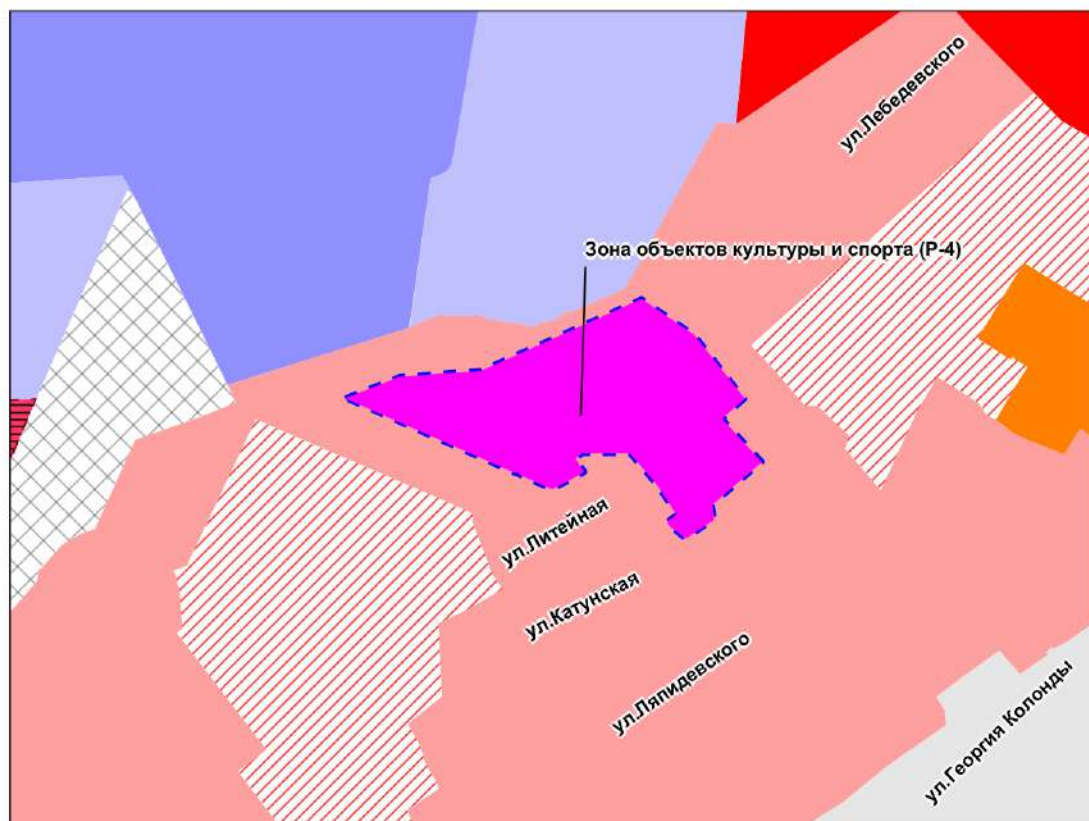 ул.Лебедевского
Зона объектов культуры и спорта (Р-4)
ул.Литейная
ул.Катунская
ул.Ляпидевского
ул.Георгия Колонды